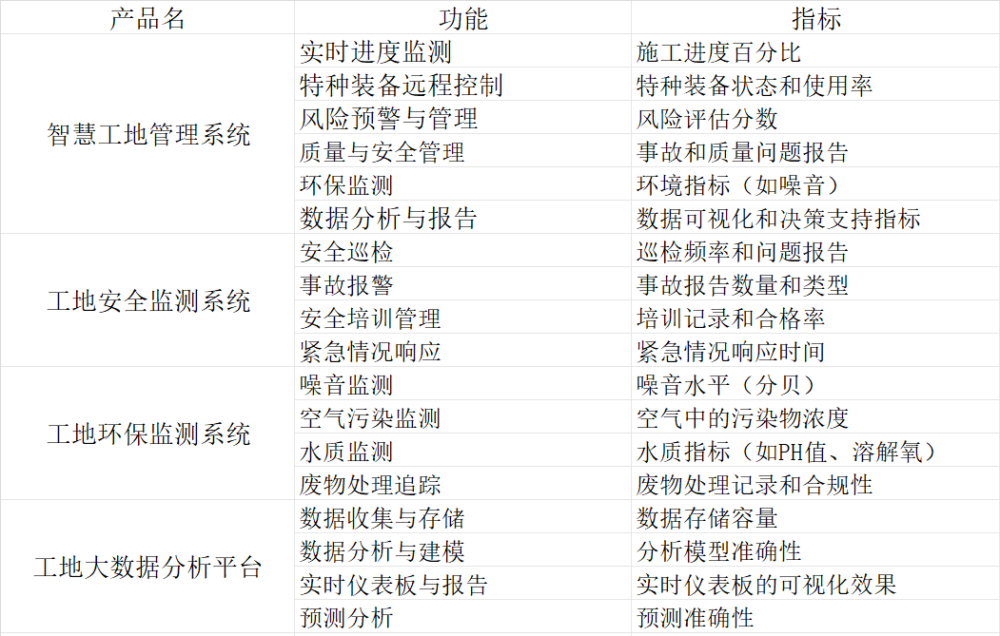 产品名 功能 指标
实时进度监测 施工进度百分比
特种装备远程控制 特种装备状态和使用率
风险预警与管理 风险评估分数
智慧工地管理系统
质量与安全管理 事故和质量问题报告
环保监测 环境指标（如噪音）
数据分析与报告 数据可视化和决策支持指标
安全巡检 巡检频率和问题报告
事故报警 事故报告数量和类型
工地安全监测系统
安全培训管理 培训记录和合格率
紧急情况响应 紧急情况响应时间
噪音监测 噪音水平（分贝）
空气污染监测 空气中的污染物浓度
工地环保监测系统
水质监测 水质指标（如PH值、溶解氧）
废物处理追踪 废物处理记录和合规性
数据收集与存储 数据存储容量
数据分析与建模 分析模型准确性
工地大数据分析平台
实时仪表板与报告 实时仪表板的可视化效果
预测分析 预测准确性